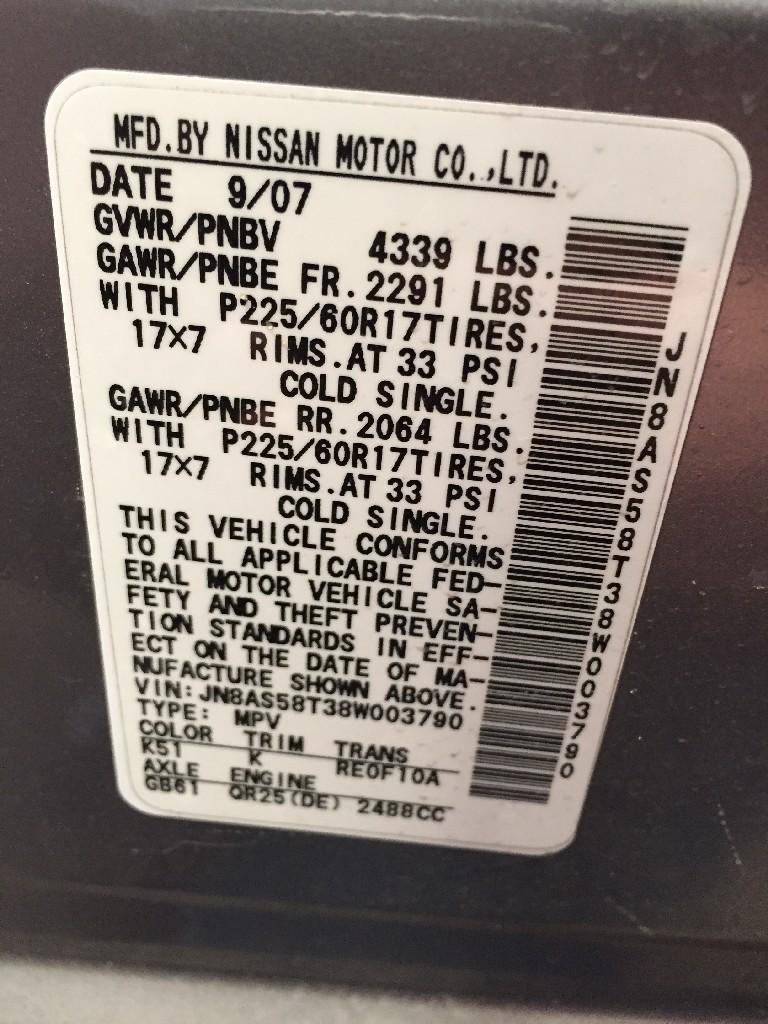 MFD.BY NISSAN MOTOR CO.,LTD.
DATE 9/07
GVWR/PNBV 4339 LBS.
GAWR/PNBE FR.2291 LBS.
WITH P225/60R17TIRES,
17×7 RIMS.AT 33 PSI
COLD SINGLE.
GAWR/PNBE RR.2064 LBS.
WITH P225/60R17TIRES,
17×7 RIMS.AT 33 PSI
COLD SINGLE.
THIS VEHICLE CONFORMS
TO ALL APPLICABLE FED-
ERAL MOTOR VEHICLE SA-
FETY AND THEFT PREVEN-
TION STANDARDS IN EFF-
ECT ON THE DATE OF MA-
NUFACTURE SHOWN ABOVE.
VIN:JN8AS58T38W003790
TYPE: MPV
COLOR TRIM TRANS
K51 K RE0F10A
AXLE ENGINE
GB61 QR25(DE) 2488CC
JN8AS58T38W003790